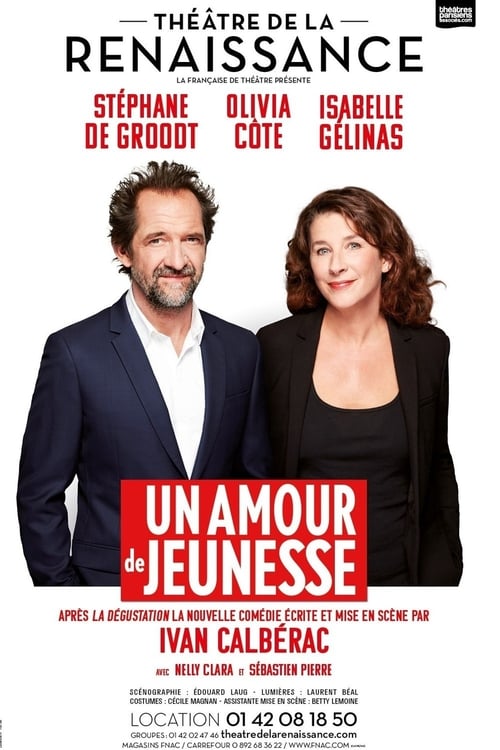 THÉÂTRE DE LA
RENAISSANCE
LA FRANÇAISE DE THÉÂTRE PRÉSENTE
théâtres
parisiens
associés.com
STÉPHANE
DE GROODT
OLIVIA
CÔTE
ISABELLE
GÉLINAS
UN AMOUR
de JEUNESSE
APRÈS LA DÉGUSTATION LA NOUVELLE COMÉDIE ÉCRITE ET MISE EN SCÈNE PAR
IVAN CALBÉRAC
AVEC NELLY CLARA ET SÉBASTIEN PIERRE
SCÉNOGRAPHIE : ÉDOUARD LAUG - LUMIÈRES : LAURENT BÉAL
COSTUMES : CÉCILE MAGNAN - ASSISTANTE MISE EN SCÈNE : BETTY LEMOINE
LOCATION 01 42 08 18 50
GROUPES : 01 42 02 47 46 theatredelarenaissance.com
MAGASINS FNAC / CARREFOUR 0 892 68 36 22 / WWW.FNAC.COM